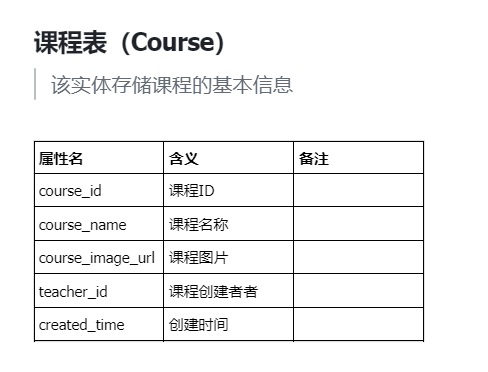 课程表（Course）
该实体存储课程的基本信息
属性名 含义 备注
course_id 课程ID
course_name 课程名称
course_image_url 课程图片
teacher_id 课程创建者者
created_time 创建时间